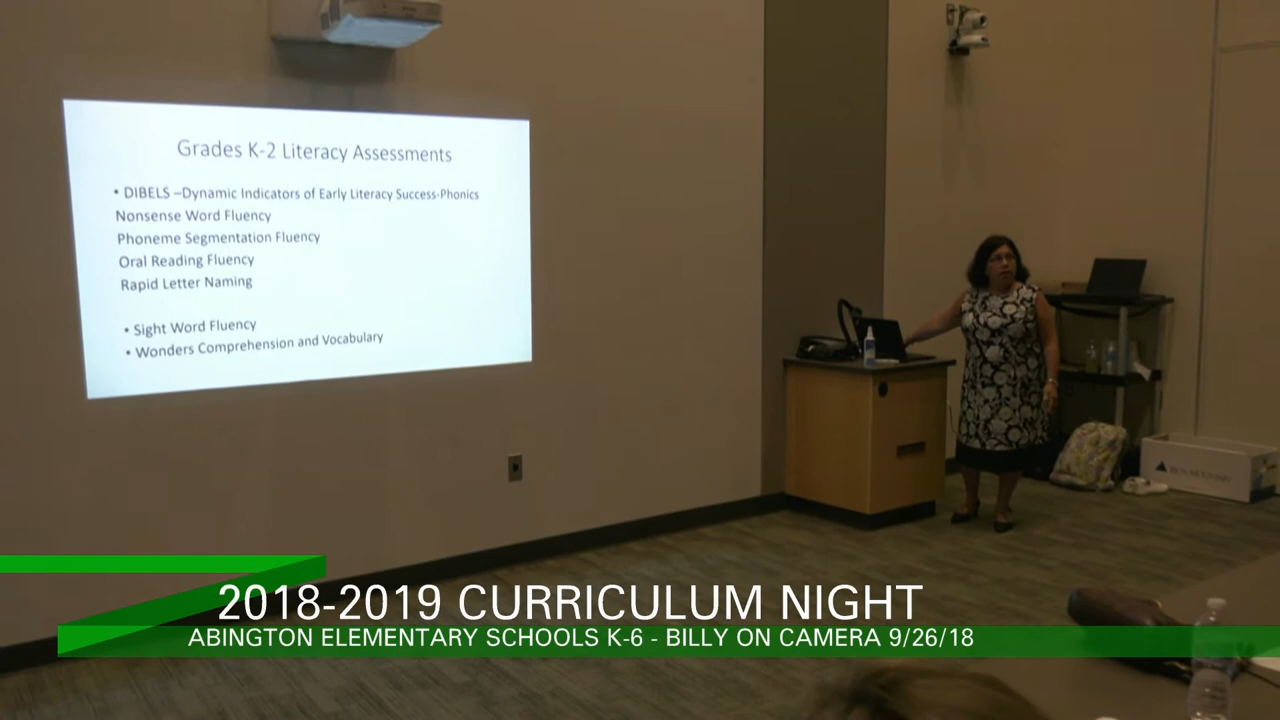 Grades K-2 Literacy Assessments
• DIBELS –Dynamic Indicators of Early Literacy Success-Phonics
Nonsense Word Fluency
Phoneme Segmentation Fluency
Oral Reading Fluency
Rapid Letter Naming
• Sight Word Fluency
• Wonders Comprehension and Vocabulary
2018-2019 CURRICULUM NIGHT
ABINGTON ELEMENTARY SCHOOLS K-6 - BILLY ON CAMERA 9/26/18